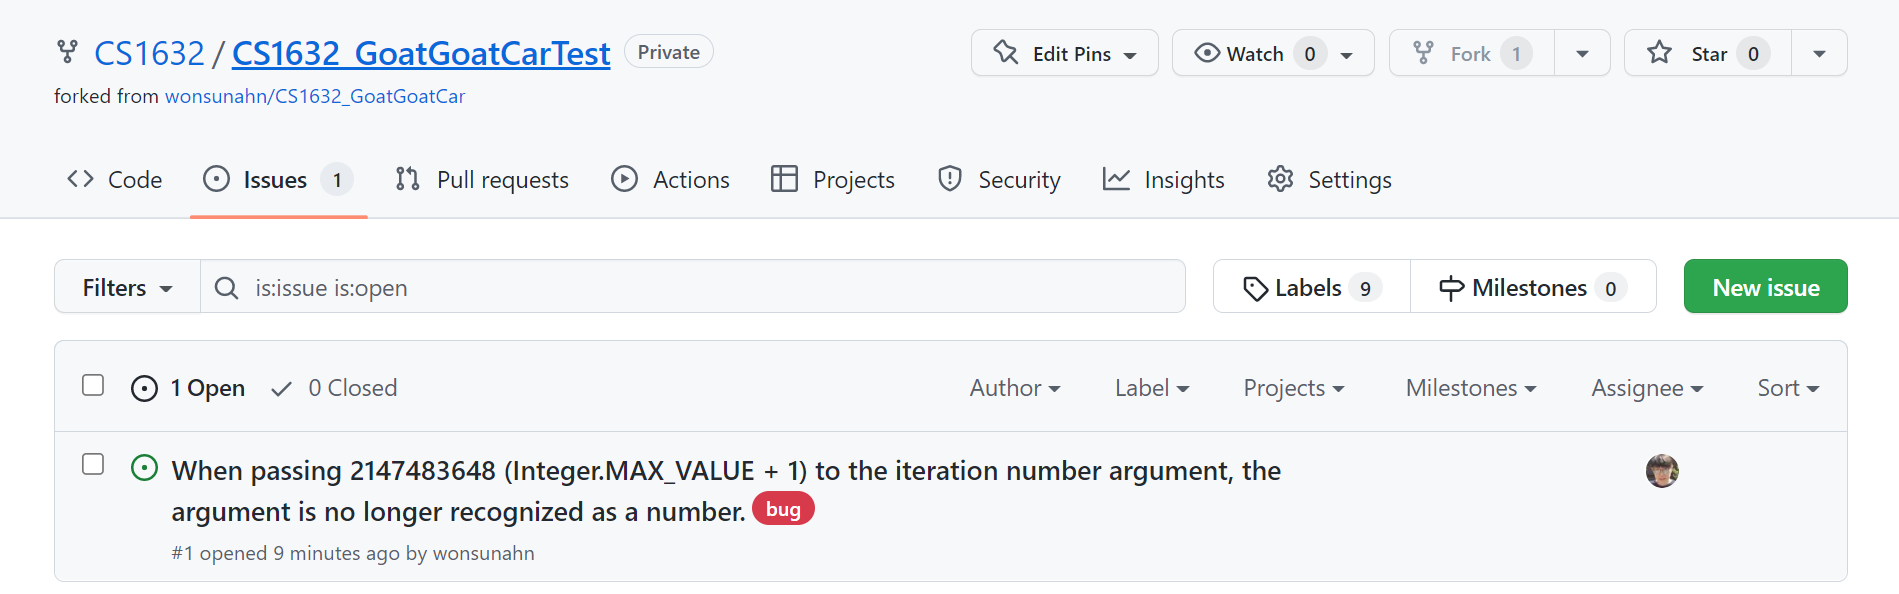 CS1632 / CS1632_GoatGoatCarTest Private Edit Pins Watch 0 Fork 1 Star 0
forked from wonsunahn/CS1632_GoatGoatCar
Code Issues 1 Pull requests Actions Projects Security Insights Settings
Filters is:issue is:open Labels 9 Milestones 0 New issue
1 Open 0 Closed Author Label Projects Milestones Assignee Sort
When passing 2147483648 (Integer.MAX_VALUE + 1) to the iteration number argument, the
argument is no longer recognized as a number. bug
#1 opened 9 minutes ago by wonsunahn